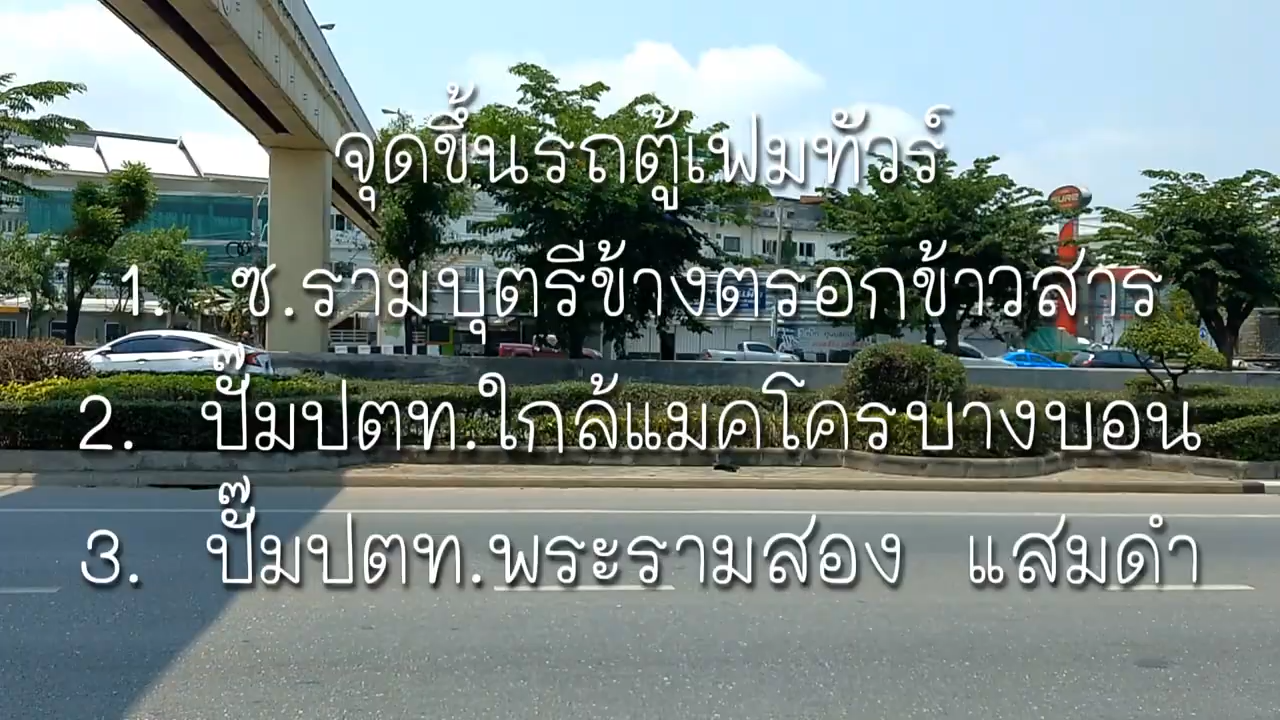 จุดขึ้นรถตู้เฟมทัวร์
1. ซ.รามบุตรีข้างตรอกข้าวสาร
2. ปั๊มปตท.ใกล้แมคโครบางบอน
3. ปั๊มปตท.พระรามสอง แสมดำ